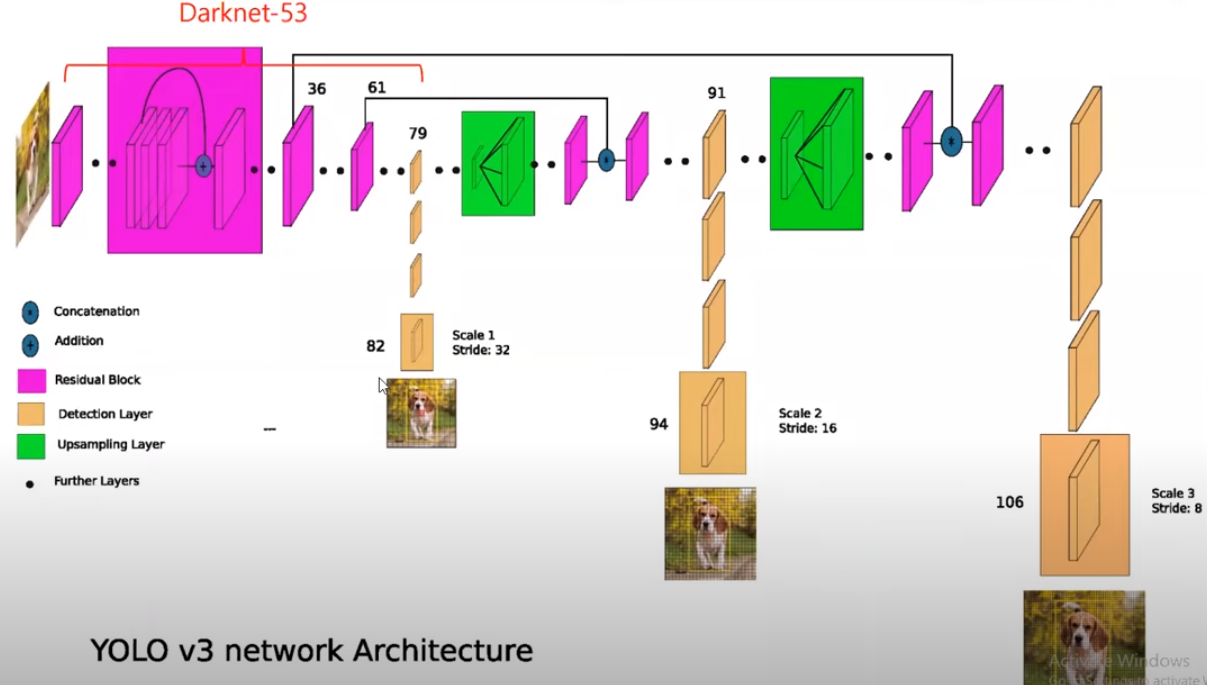 Darknet-53
36
61
79
91
Concatenation
Addition
Residual Block
Detection Layer
Upsampling Layer
Further Layers
82
Scale 1
Stride: 32
94
Scale 2
Stride: 16
106
Scale 3
Stride: 8
YOLO v3 network Architecture
Activate Windows
Go to Settings to activate W